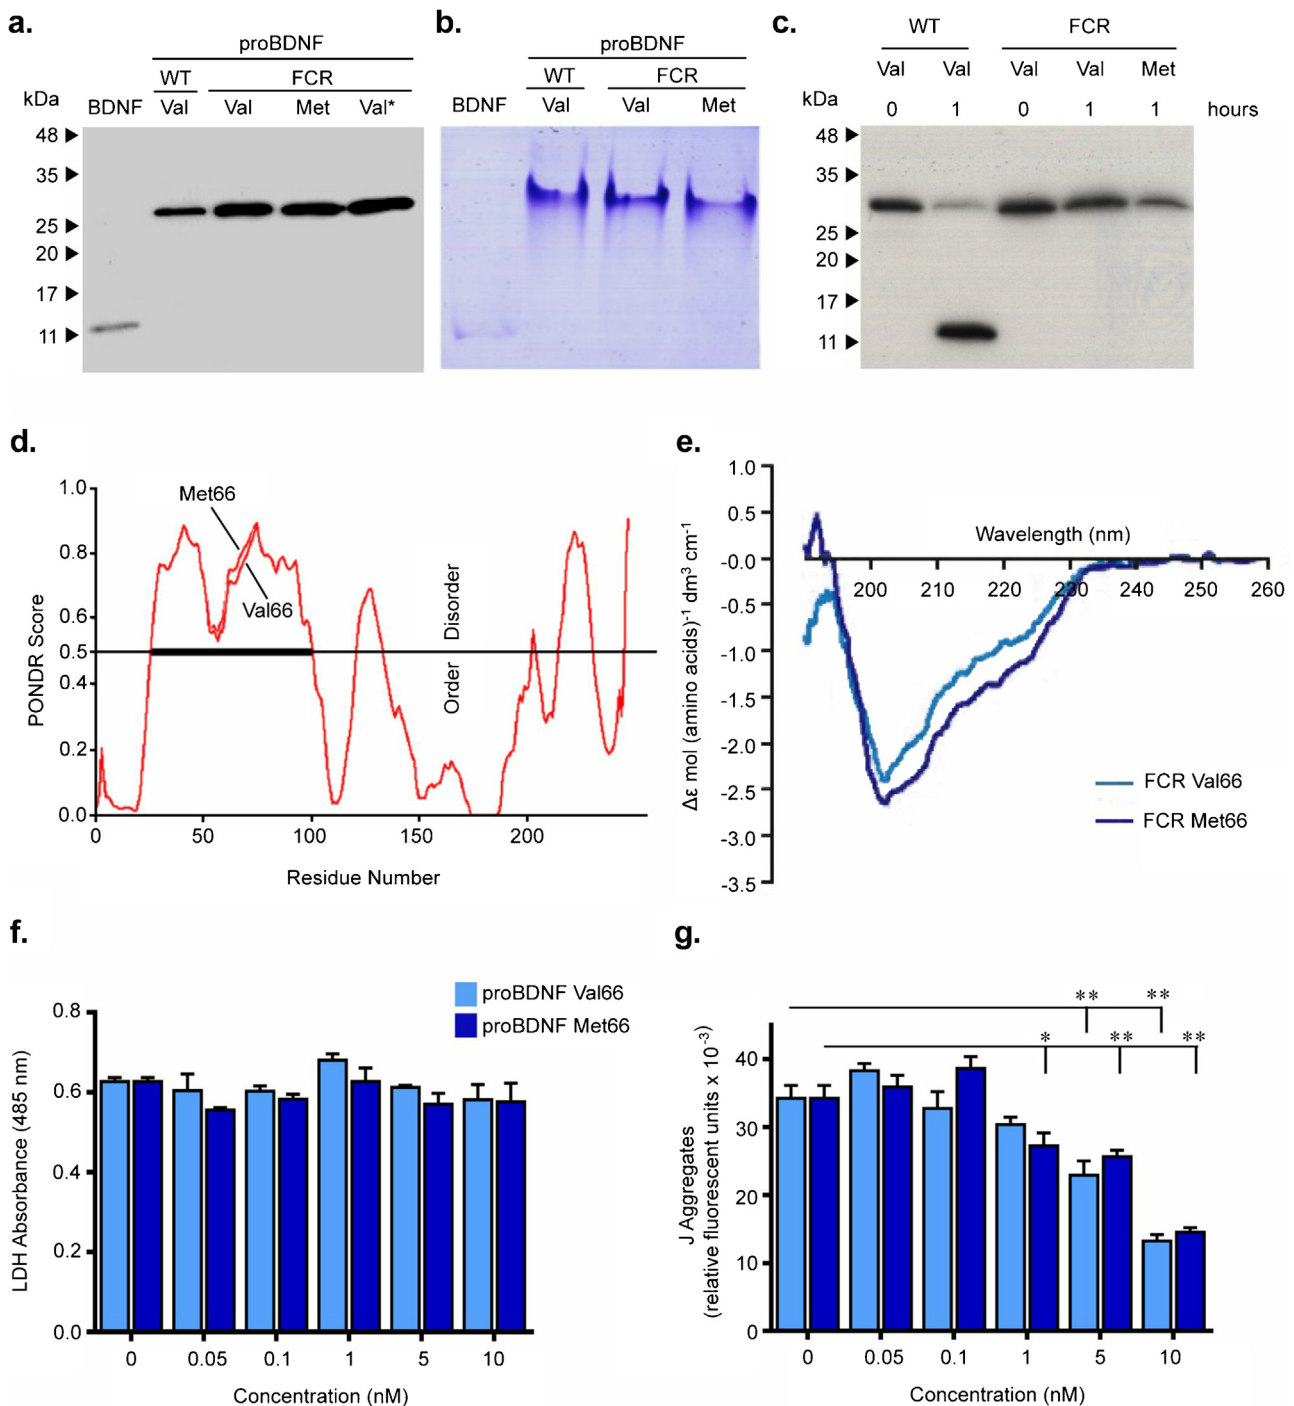 a.
proBDNF
WT FCR
kDa BDNF Val Val Met Val*
48
35
25
20
17
11
b.
proBDNF
WT FCR
BDNF Val Val Met
c.
WT FCR
Val Val Val Val Met
kDa 0 1 0 1 1 hours
48
35
25
20
17
11
d.
PONDR Score
1.0
0.8
0.6
0.5
0.4
0.2
0.0
Met66
Val66
Disorder
Order
0 50 100 150 200
Residue Number
e.
Δε mol (amino acids)-1 dm3 cm-1
1.0
0.5
-0.0
-0.5
-1.0
-1.5
-2.0
-2.5
-3.0
-3.5
Wavelength (nm)
200 210 220 230 240 250 260
FCR Val66
FCR Met66
f.
proBDNF Val66
proBDNF Met66
LDH Absorbance (485 nm)
0.8
0.6
0.4
0.2
0.0
0 0.05 0.1 1 5 10
Concentration (nM)
g.
J Aggregates
(relative fluorescent units x 10-3)
** **
* ** **
40
30
20
10
0
0 0.05 0.1 1 5 10
Concentration (nM)